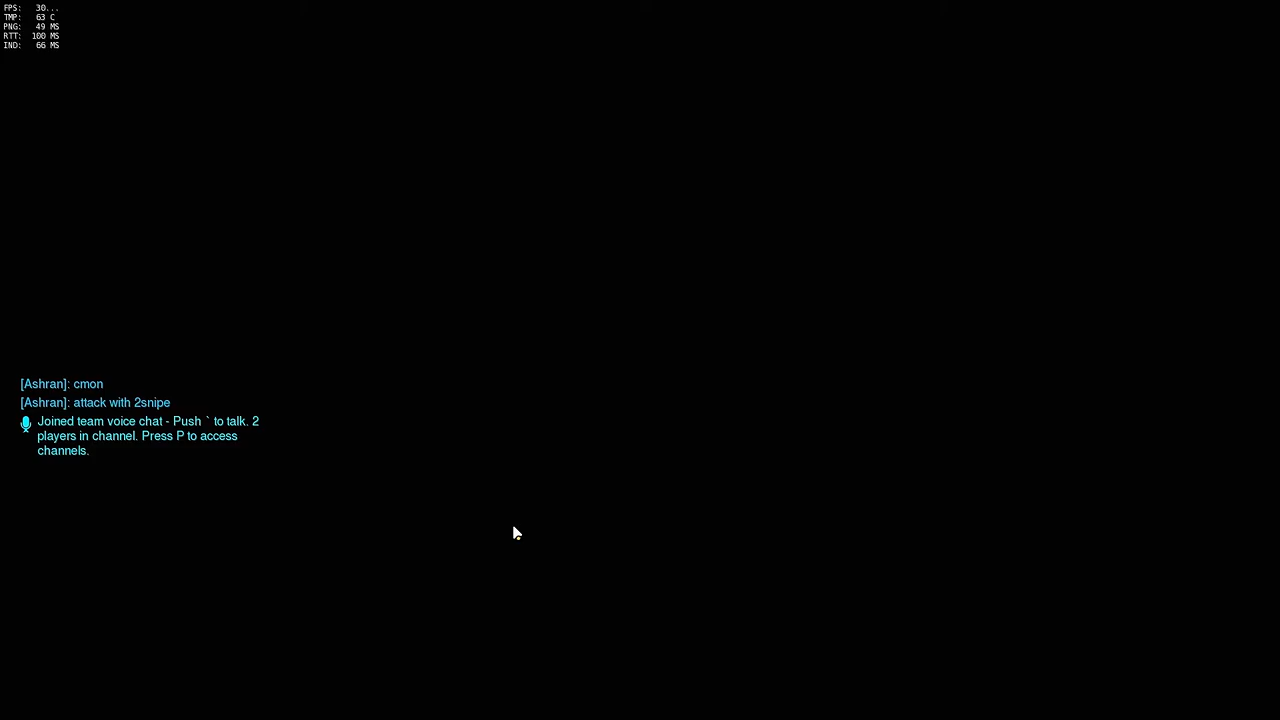 FPS: 30...
TMP: 63 C
PNG: 49 MS
RTT: 100 MS
IND: 66 MS
[Ashran]: cmon
[Ashran]: attack with 2snipe
Joined team voice chat - Push ` to talk. 2
players in channel. Press P to access
channels.